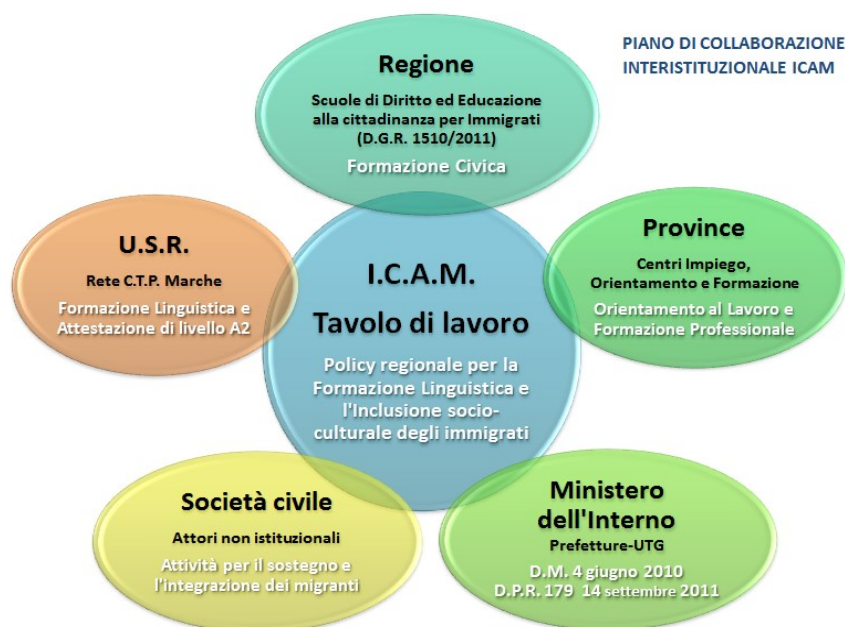 PIANO DI COLLABORAZIONE
INTERISTITUZIONALE ICAM
Regione
Scuole di Diritto ed Educazione
alla cittadinanza per Immigrati
(D.G.R. 1510/2011)
Formazione Civica
U.S.R.
Rete C.T.P. Marche
Formazione Linguistica e
Attestazione di livello A2
I.C.A.M.
Tavolo di lavoro
Policy regionale per la
Formazione Linguistica e
l'Inclusione socio-
culturale degli immigrati
Province
Centri Impiego,
Orientamento e Formazione
Orientamento al Lavoro e
Formazione Professionale
Società civile
Attori non istituzionali
Attività per il sostegno e
l'integrazione dei migranti
Ministero
dell'Interno
Prefetture-UTG
D.M. 4 giugno 2010
D.P.R. 179 14 settembre 2011